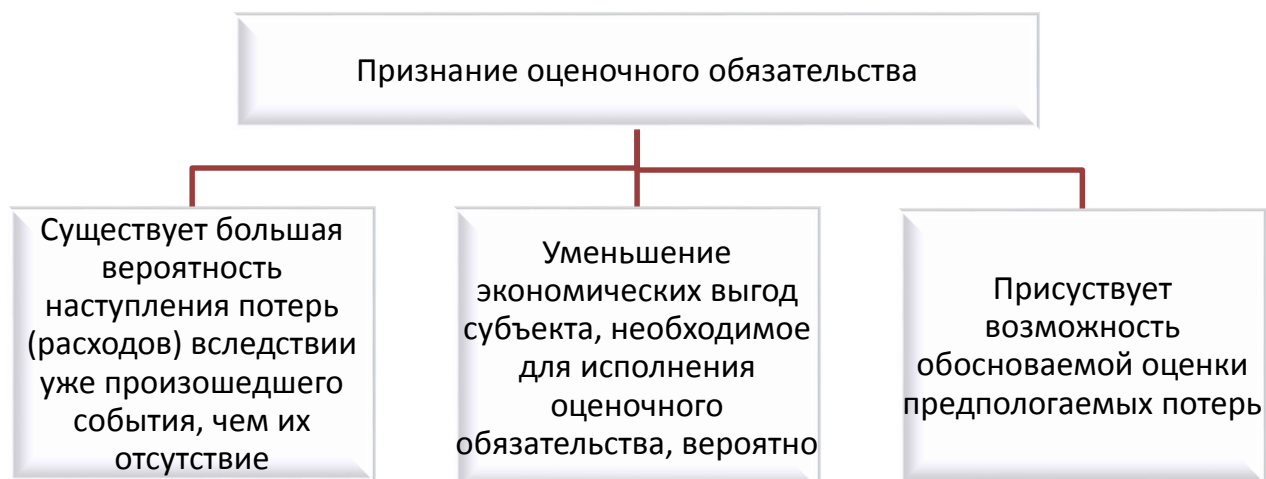 Признание оценочного обязательства
Существует большая
вероятность
наступления потерь
(расходов) вследствии
уже произошедшего
события, чем их
отсутствие
Уменьшение
экономических выгод
субъекта, необходимое
для исполнения
оценочного
обязательства, вероятно
Присуствует
возможность
обосноваемой оценки
предпологаемых потерь